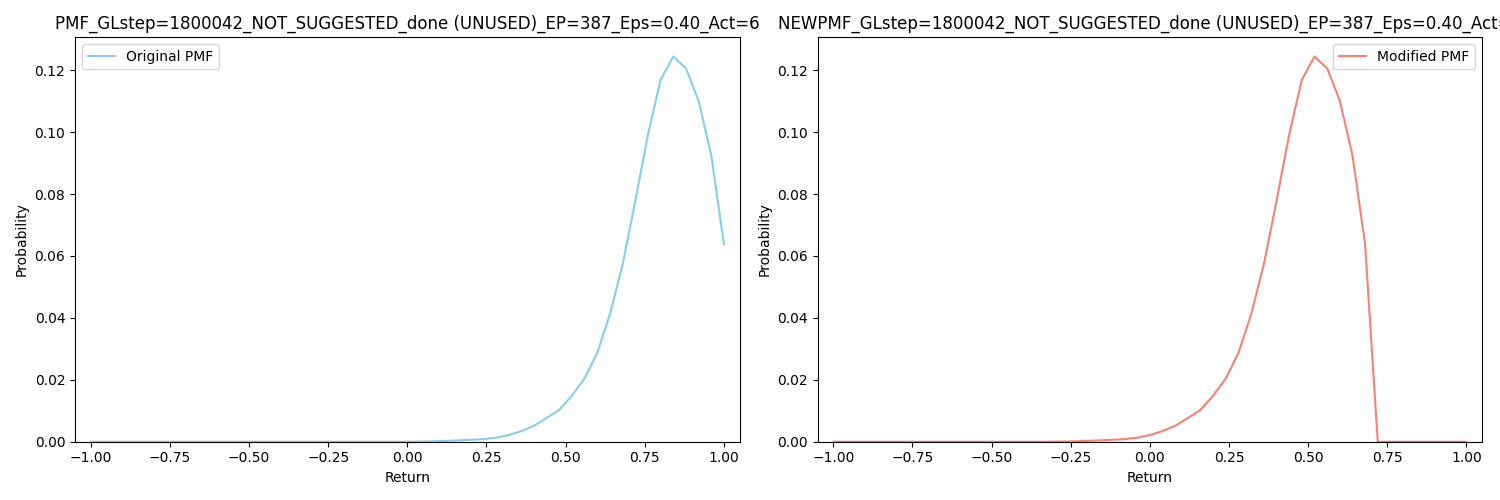 PMF_GLstep=1800042_NOT_SUGGESTED_done (UNUSED)_EP=387_Eps=0.40_Act=6
Original PMF
Probability
0.12
0.10
0.08
0.06
0.04
0.02
0.00
−1.00 −0.75 −0.50 −0.25 0.00 0.25 0.50 0.75 1.00
Return
NEWPMF_GLstep=1800042_NOT_SUGGESTED_done (UNUSED)_EP=387_Eps=0.40_Act=
Modified PMF
Probability
0.12
0.10
0.08
0.06
0.04
0.02
0.00
−1.00 −0.75 −0.50 −0.25 0.00 0.25 0.50 0.75 1.00
Return